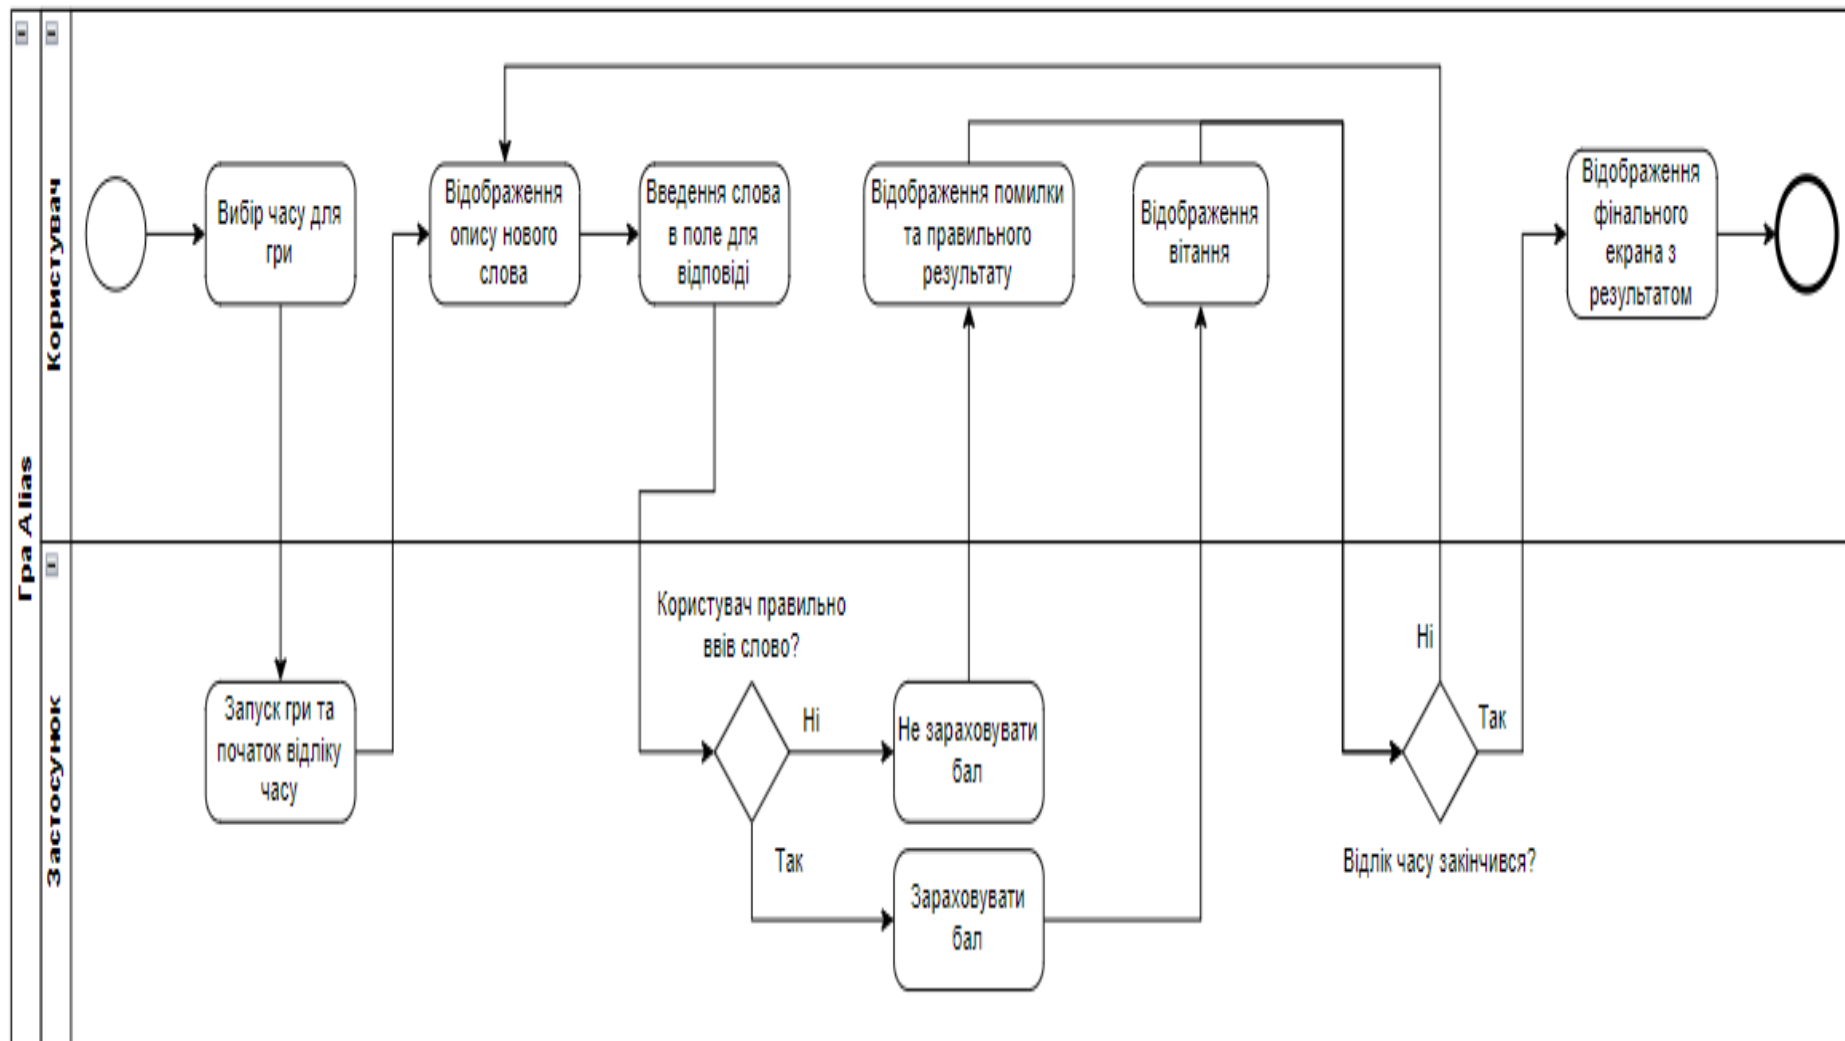 Гра Alias
Користувач
Вибір часу для
гри
Відображення
опису нового
слова
Введення слова
в поле для
відповіді
Відображення помилки
та правильного
результату
Відображення
вітання
Відображення
фінального
екрана з
результатом
Застосунок
Запуск гри та
початок відліку
часу
Користувач правильно
ввів слово?
Ні
Не зараховувати
бал
Так
Зараховувати
бал
Ні
Так
Відлік часу закінчився?